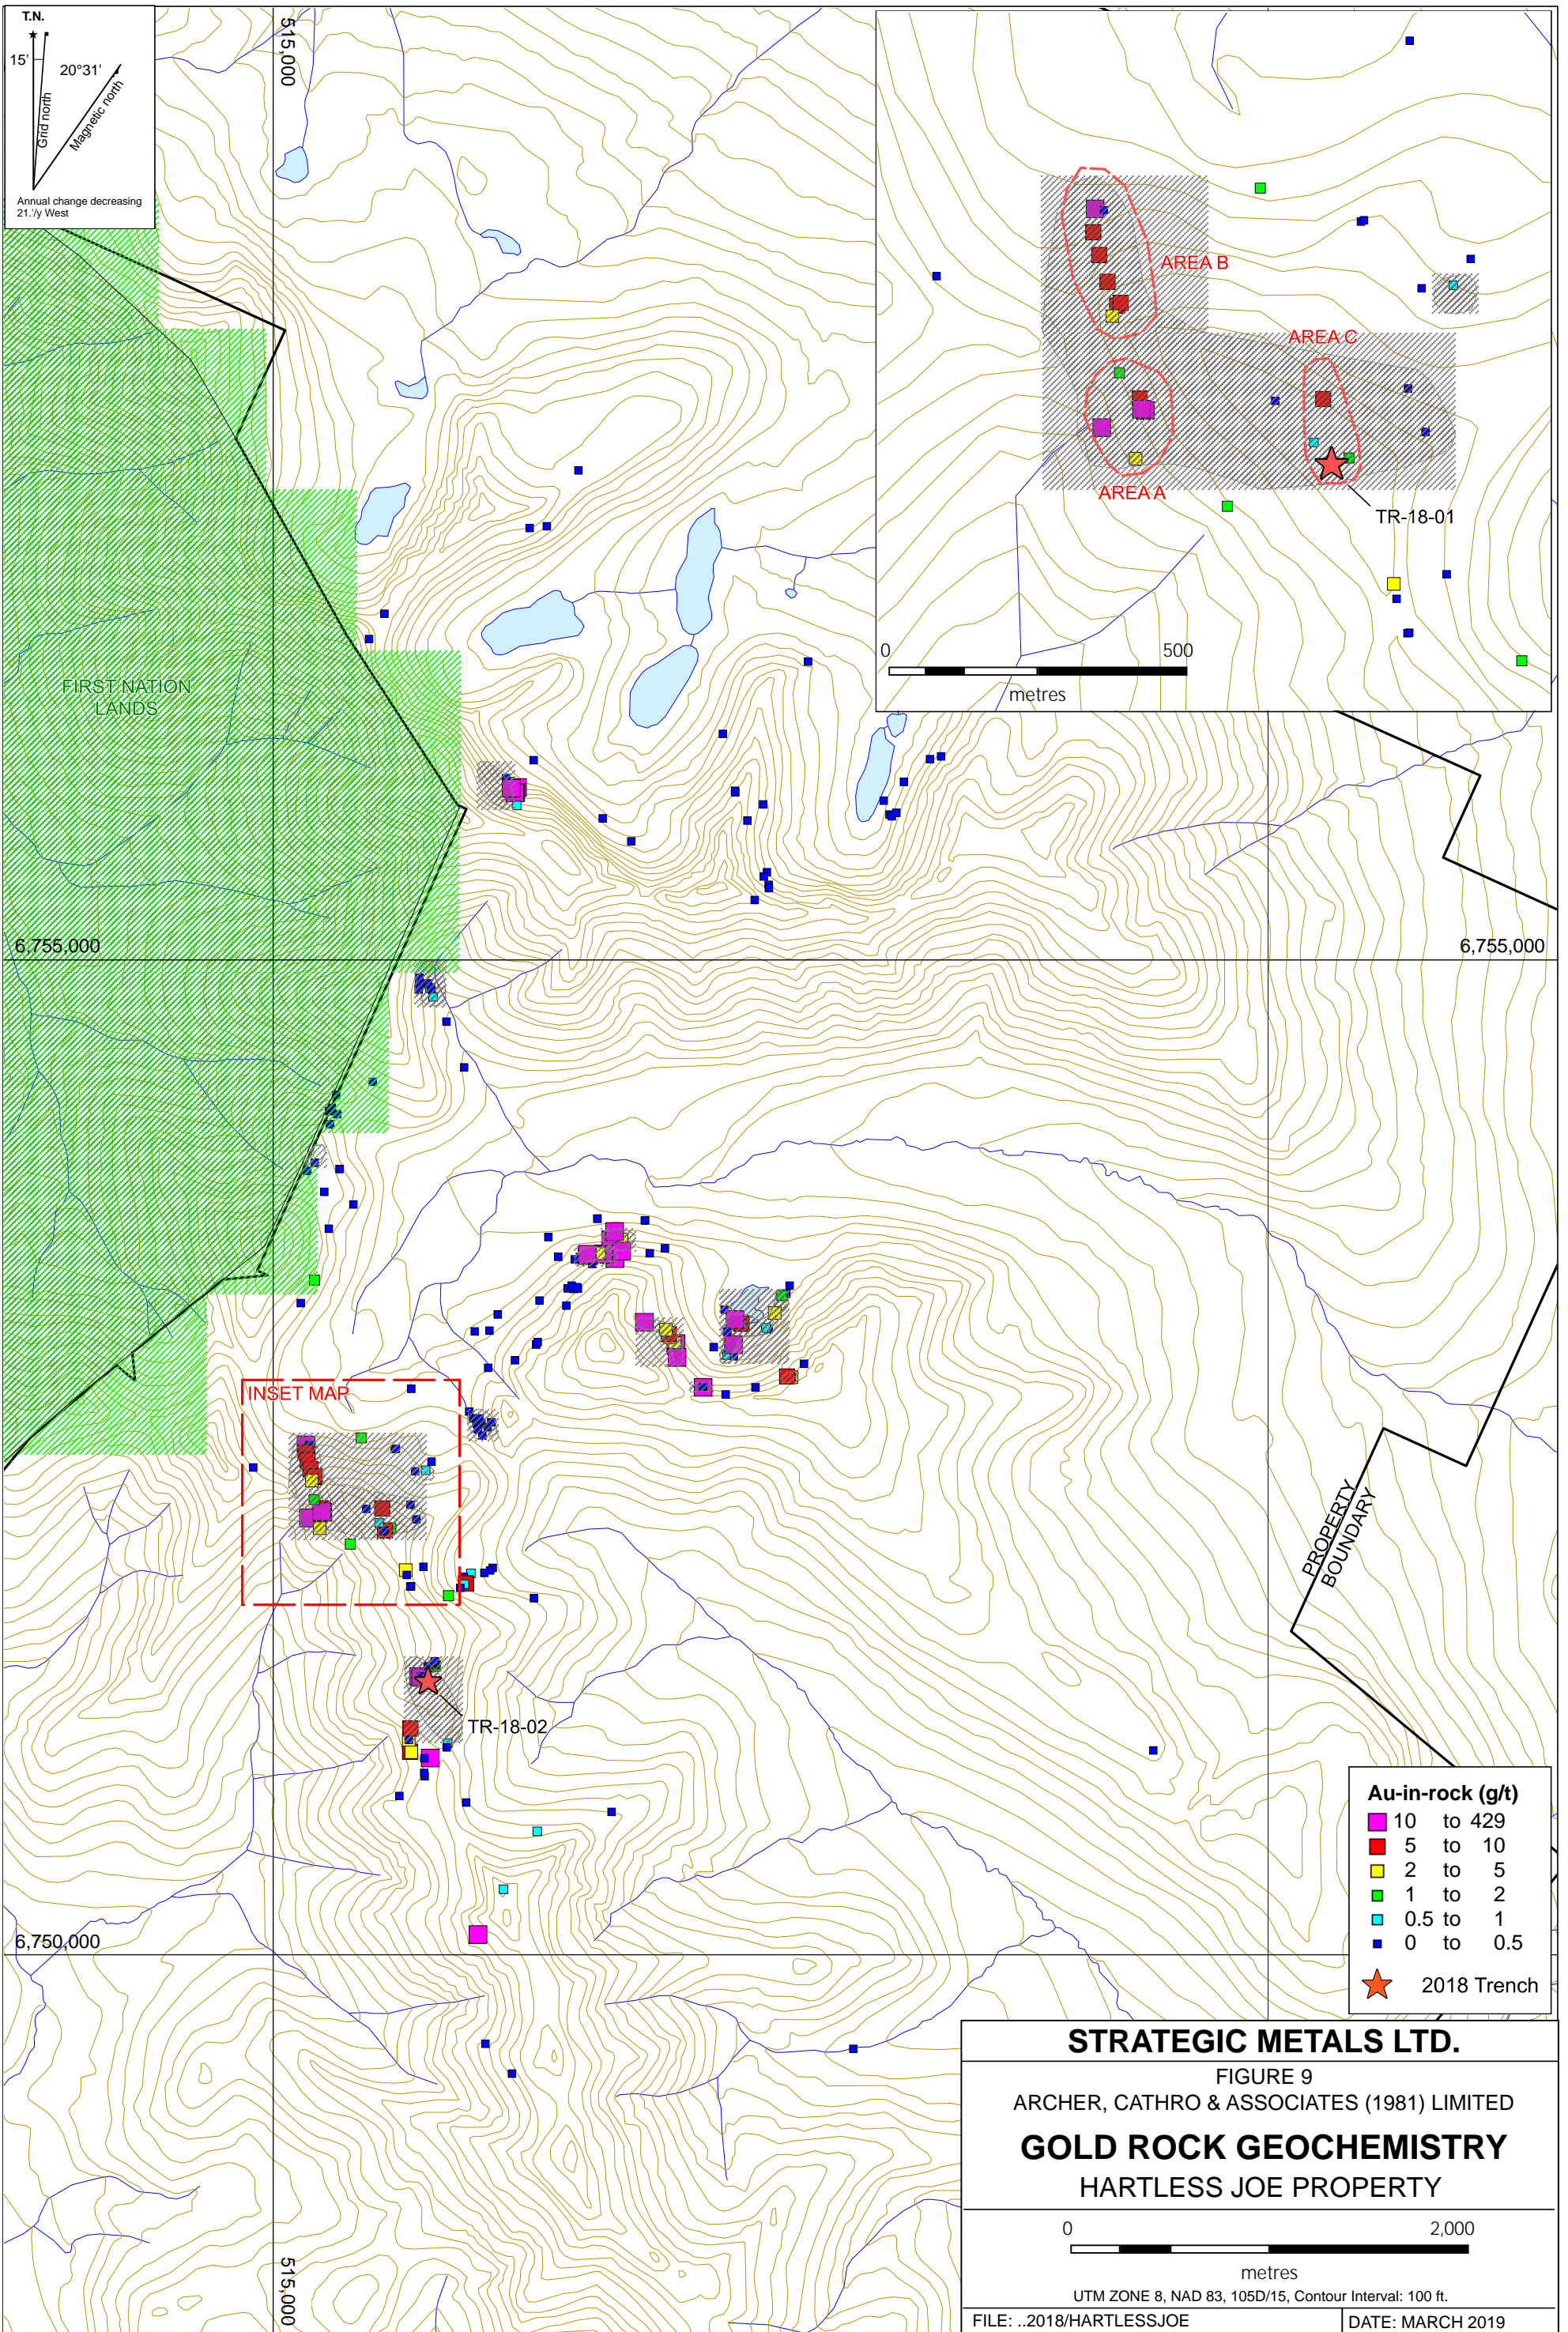 T.N.
15'
20°31'
Grid north
Magnetic north
Annual change decreasing
21.'/y West
515,000
AREA B
AREA C
AREA A
TR-18-01
0 500
metres
FIRST NATION
LANDS
6,755,000
6,755,000
INSET MAP
PROPERTY
BOUNDARY
TR-18-02
Au-in-rock (g/t)
10 to 429
5 to 10
2 to 5
1 to 2
0.5 to 1
0 to 0.5
2018 Trench
6,750,000
515,000
STRATEGIC METALS LTD.
FIGURE 9
ARCHER, CATHRO & ASSOCIATES (1981) LIMITED
GOLD ROCK GEOCHEMISTRY
HARTLESS JOE PROPERTY
0 2,000
metres
UTM ZONE 8, NAD 83, 105D/15, Contour Interval: 100 ft.
FILE: ..2018/HARTLESSJOE DATE: MARCH 2019